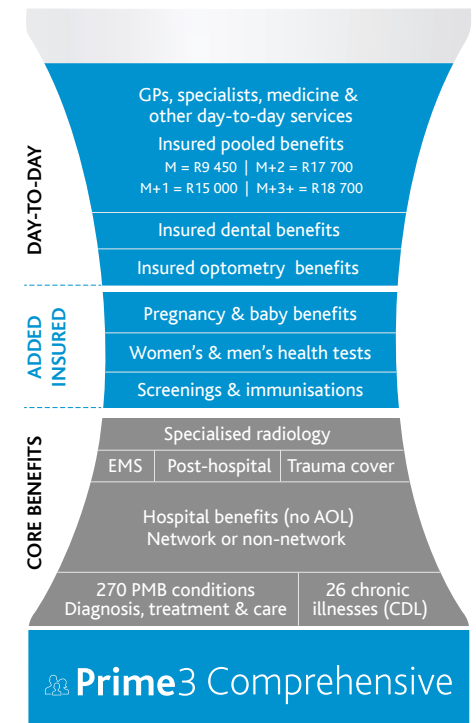 DAY-TO-DAY
GPs, specialists, medicine &
other day-to-day services
Insured pooled benefits
M = R9 450 | M+2 = R17 700
M+1 = R15 000 | M+3+ = R18 700
Insured dental benefits
Insured optometry benefits
ADDED
INSURED
Pregnancy & baby benefits
Women's & men's health tests
Screenings & immunisations
CORE BENEFITS
Specialised radiology
EMS | Post-hospital | Trauma cover
Hospital benefits (no AOL)
Network or non-network
270 PMB conditions
Diagnosis, treatment & care
26 chronic
illnesses (CDL)
Prime3 Comprehensive